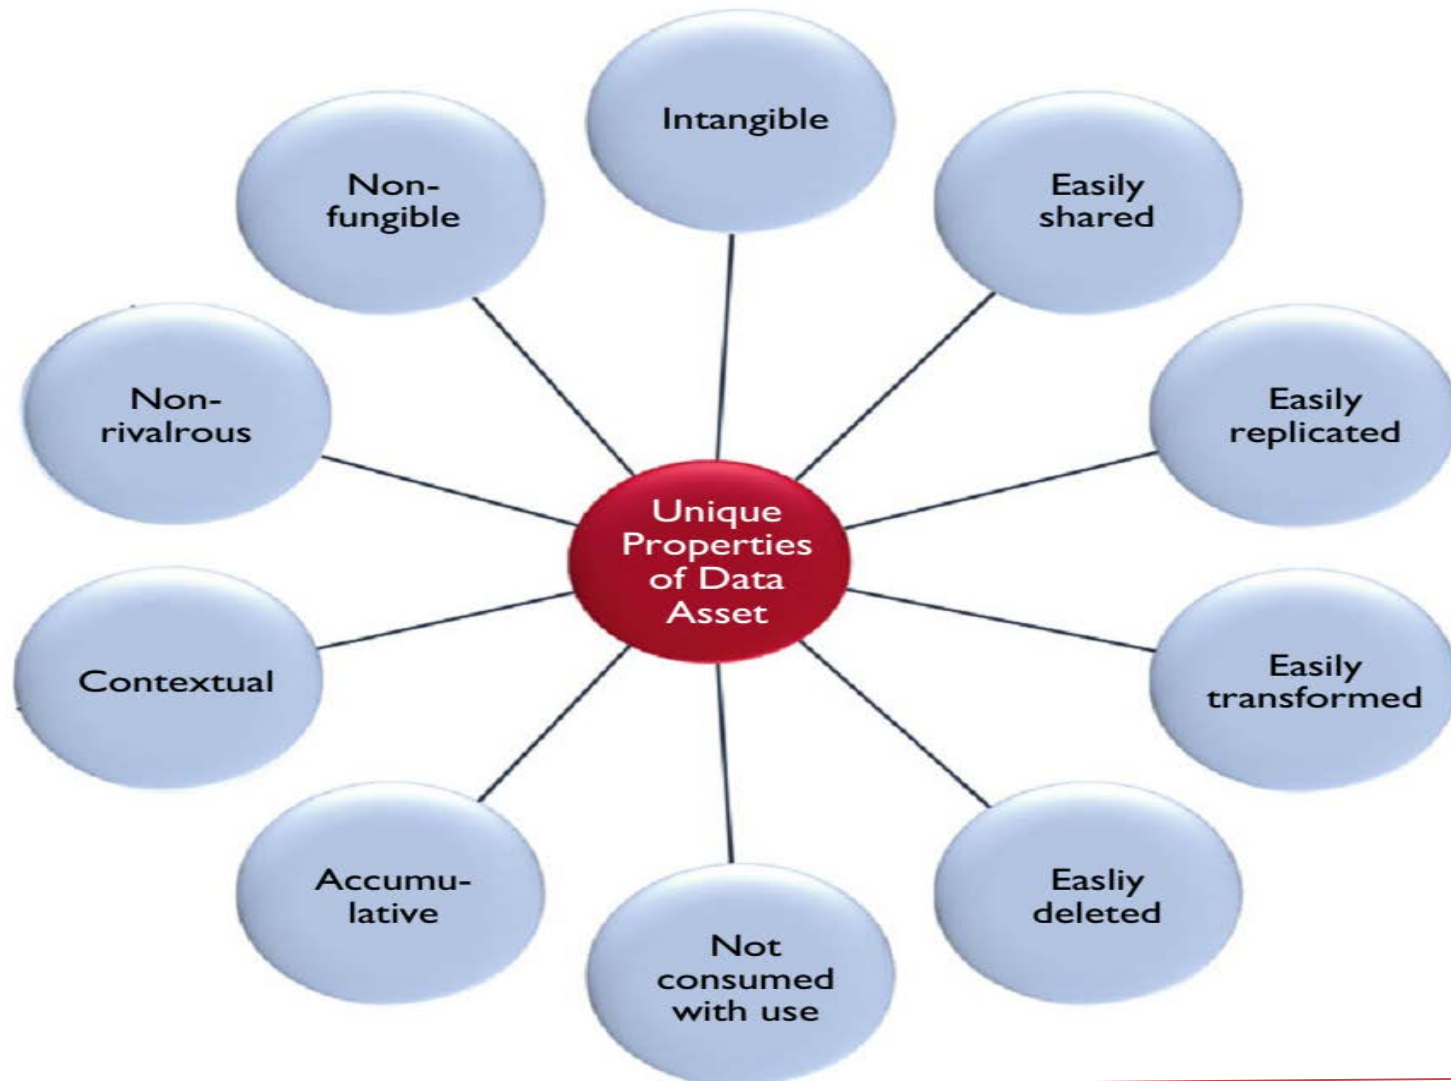 Intangible
Easily
shared
Easily
replicated
Easily
transformed
Easliy
deleted
Not
consumed
with use
Accumu-
lative
Contextual
Non-
rivalrous
Non-
fungible
Unique
Properties
of Data
Asset